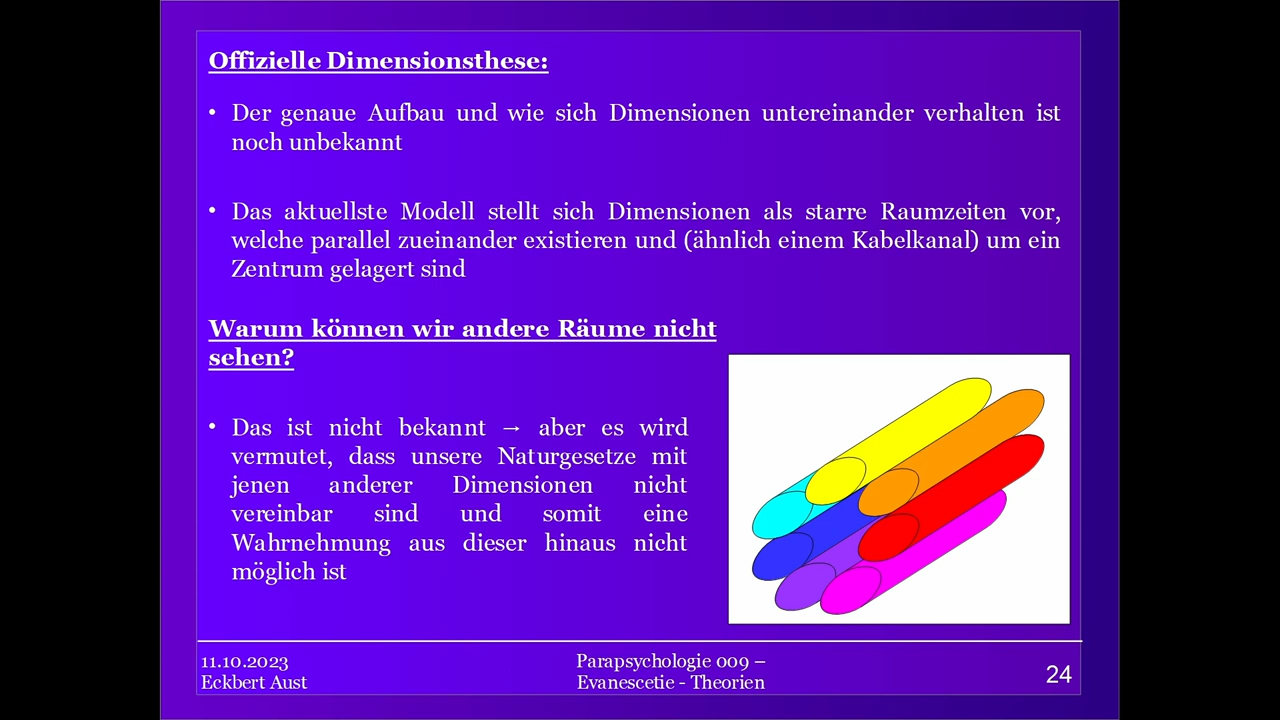 Offizielle Dimensionsthese:
• Der genaue Aufbau und wie sich Dimensionen untereinander verhalten ist
noch unbekannt
• Das aktuellste Modell stellt sich Dimensionen als starre Raumzeiten vor,
welche parallel zueinander existieren und (ähnlich einem Kabelkanal) um ein
Zentrum gelagert sind
Warum können wir andere Räume nicht
sehen?
• Das ist nicht bekannt → aber es wird
vermutet, dass unsere Naturgesetze mit
jenen anderer Dimensionen nicht
vereinbar sind und somit eine
Wahrnehmung aus dieser hinaus nicht
möglich ist
11.10.2023
Eckbert Aust
Parapsychologie 009 –
Evanescetie - Theorien
24